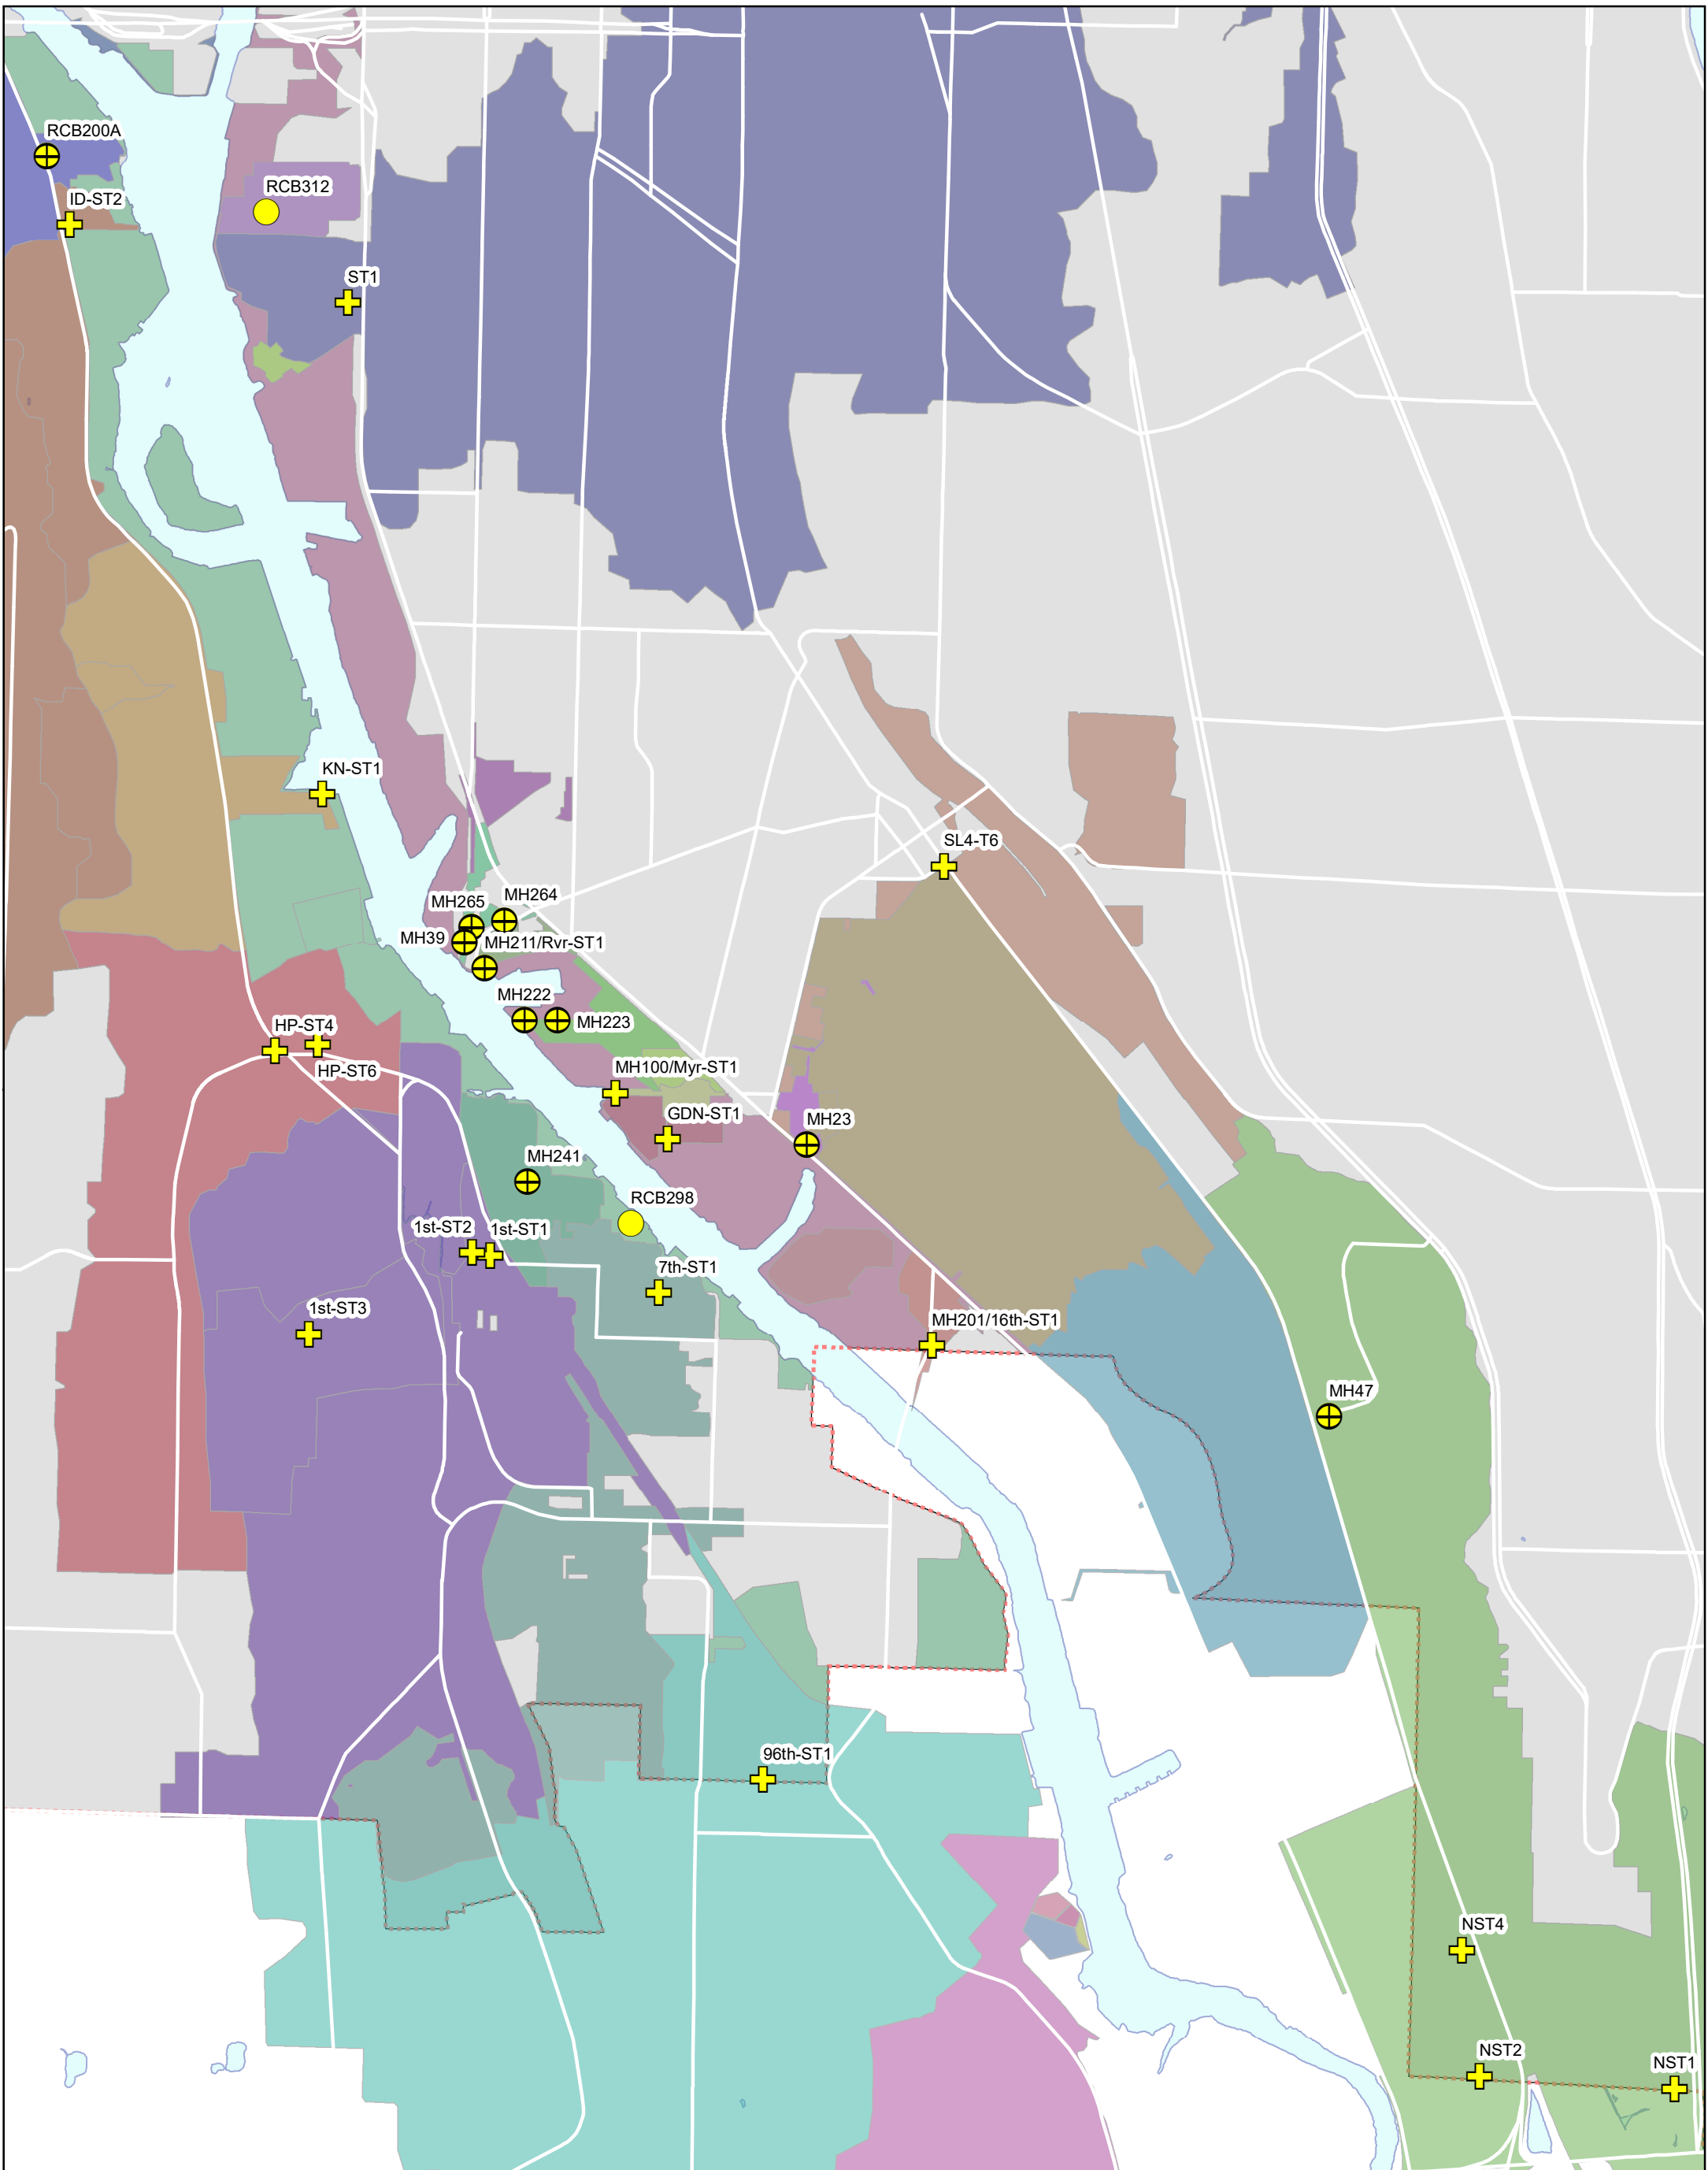 RCB200A
RCB312
ID-ST2
ST1
KN-ST1
SL4-T6
MH264
MH265
MH39
MH211/Rvr-ST1
MH222
MH223
HP-ST4
HP-ST6
MH100/Myr-ST1
GDN-ST1
MH23
MH241
RCB298
1st-ST2
1st-ST1
7th-ST1
1st-ST3
MH201/16th-ST1
MH47
96th-ST1
NST4
NST2
NST1